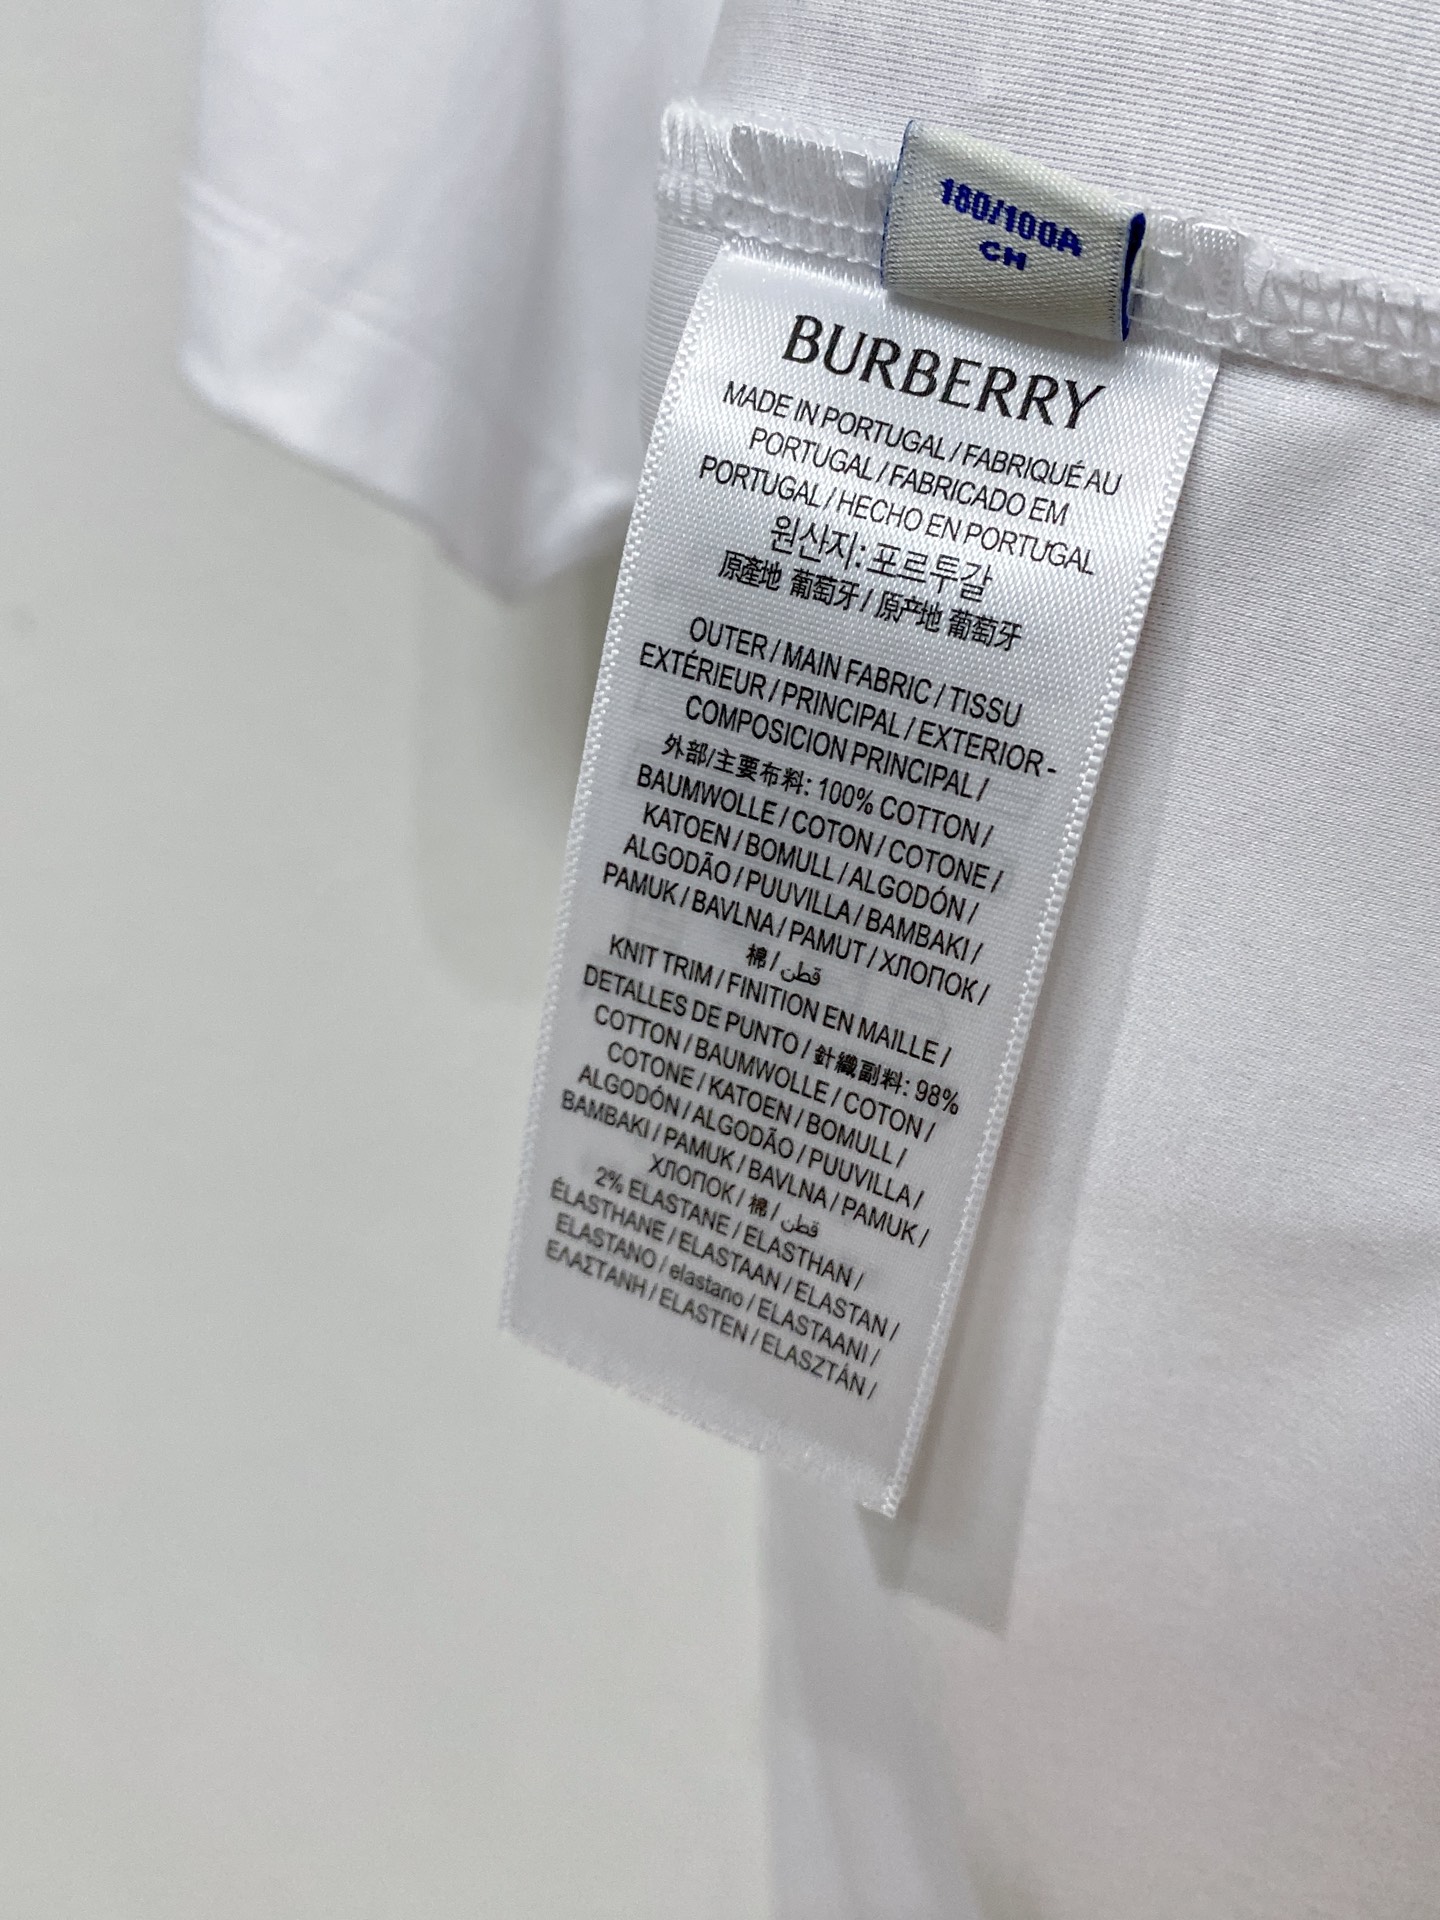 180/100A
CH
BURBERRY
MADE IN PORTUGAL / FABRIQUÉ AU
PORTUGAL / FABRICADO EM
PORTUGAL / HECHO EN PORTUGAL
원산지: 포르투갈
原產地 葡萄牙 / 原产地 葡萄牙
OUTER / MAIN FABRIC / TISSU
EXTÉRIEUR / PRINCIPAL / EXTERIOR -
COMPOSICION PRINCIPAL /
外部/主要布料: 100% COTTON /
BAUMWOLLE / COTON / COTONE /
KATOEN / BOMULL / ALGODÓN /
ALGODÃO / PUUVILLA / BAMBAKI /
PAMUK / BAVLNA / PAMUT / ХЛОПОК /
棉 / قطن
KNIT TRIM / FINITION EN MAILLE /
DETALLES DE PUNTO / 針織副料: 98%
COTTON / BAUMWOLLE / COTON /
COTONE / KATOEN / BOMULL /
ALGODÓN / ALGODÃO / PUUVILLA /
BAMBAKI / PAMUK / BAVLNA / PAMUK /
ХЛОПОК / 棉 / قطن
2% ELASTANE / ELASTHAN /
ÉLASTHANE / ELASTAAN / ELASTAN /
ELASTANO / elastano / ELASTAANI /
ΕΛΑΣΤΑΝΗ / ELASTEN / ELASZTÁN /